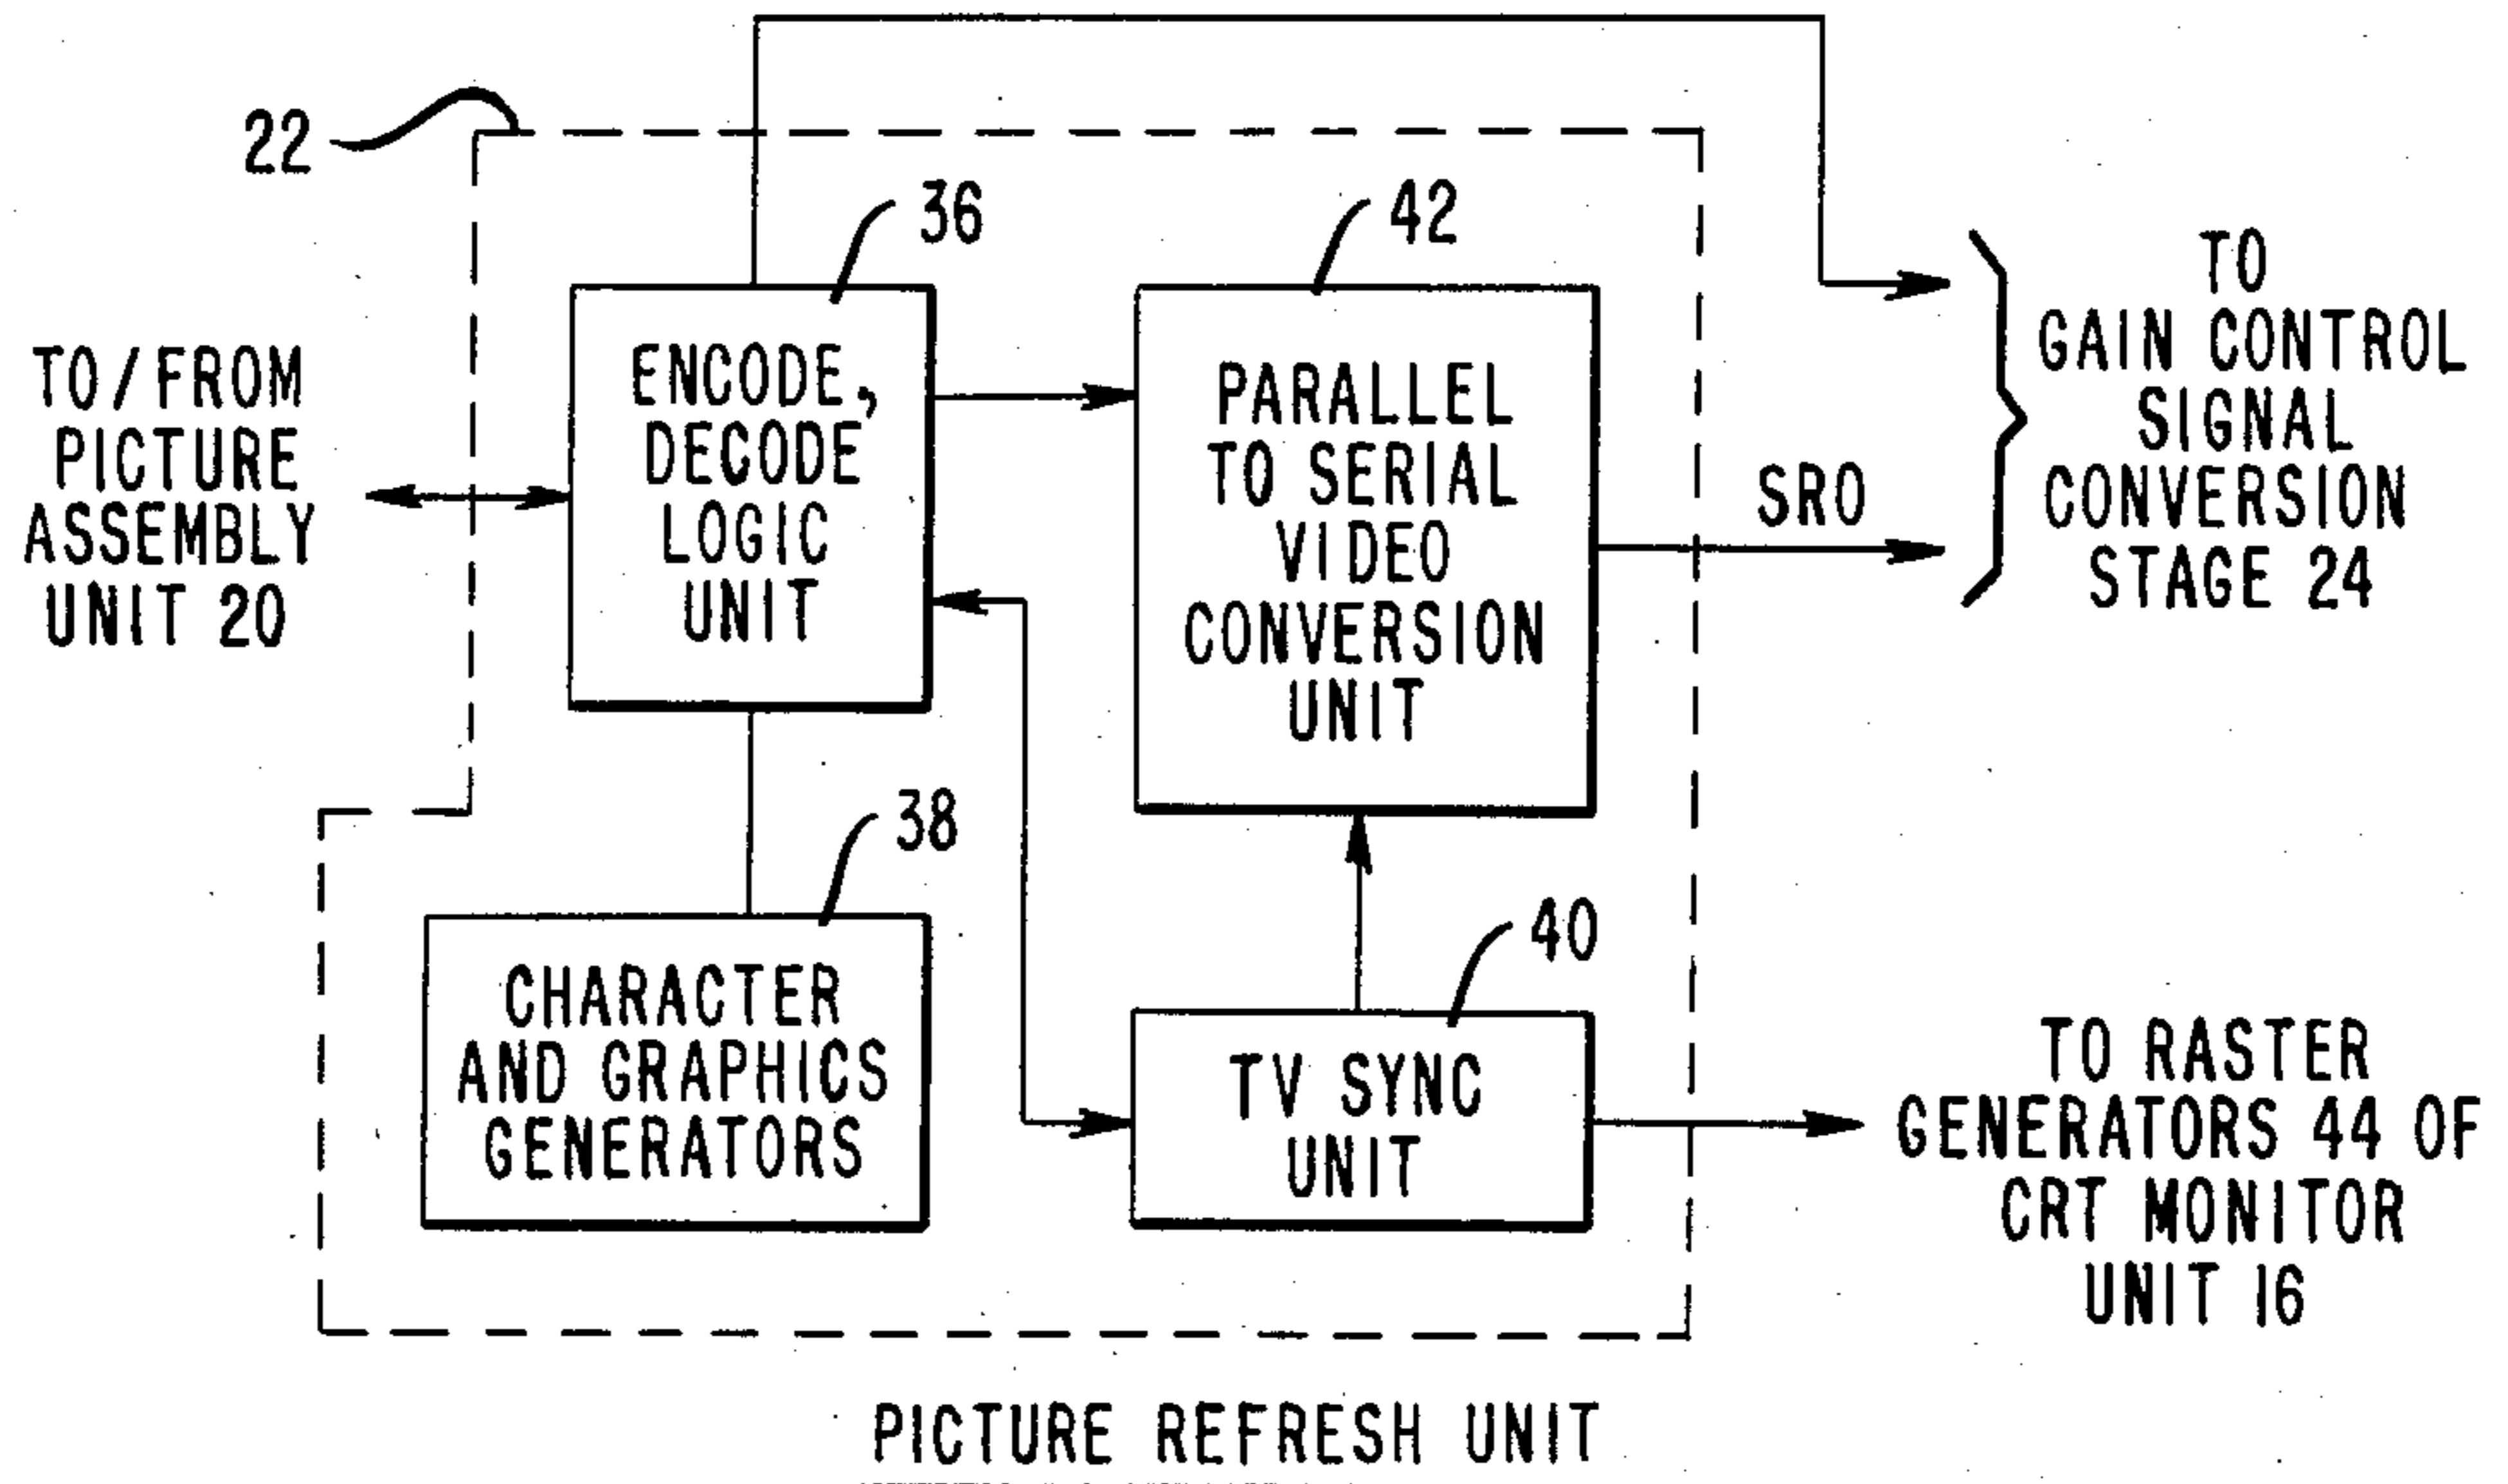 22
36
42
TO/FROM
PICTURE
ASSEMBLY
UNIT 20
ENCODE,
DECODE
LOGIC
UNIT
PARALLEL
TO SERIAL
VIDEO
CONVERSION
UNIT
SRO
TO
GAIN CONTROL
SIGNAL
CONVERSION
STAGE 24
38
CHARACTER
AND GRAPHICS
GENERATORS
40
TV SYNC
UNIT
TO RASTER
GENERATORS 44 OF
CRT MONITOR
UNIT 16
PICTURE REFRESH UNIT